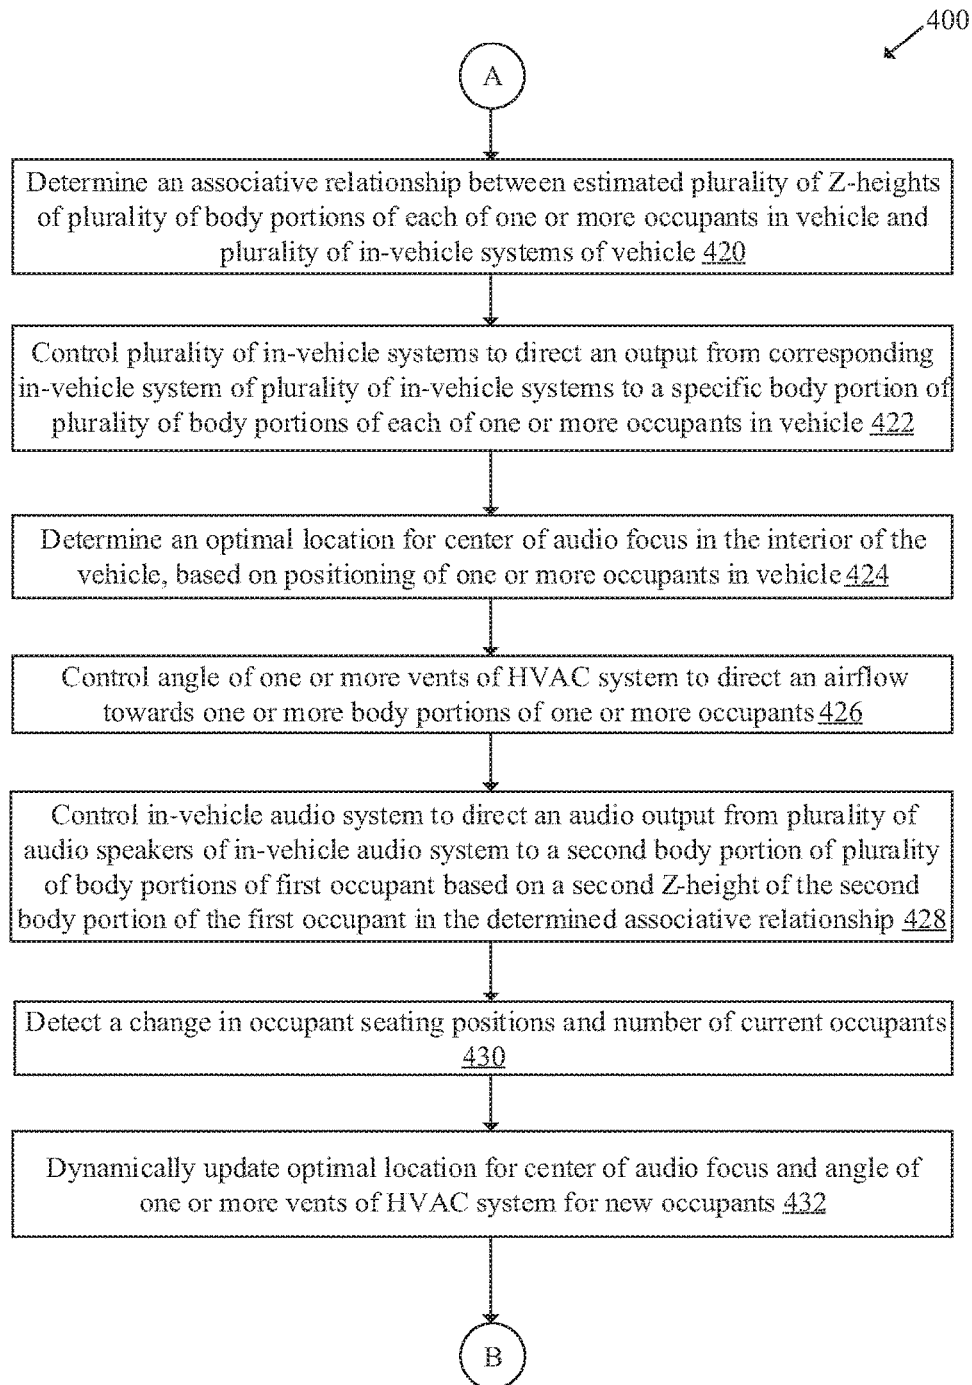 400
A
Determine an associative relationship between estimated plurality of Z-heights
of plurality of body portions of each of one or more occupants in vehicle and
plurality of in-vehicle systems of vehicle 420
Control plurality of in-vehicle systems to direct an output from corresponding
in-vehicle system of plurality of in-vehicle systems to a specific body portion of
plurality of body portions of each of one or more occupants in vehicle 422
Determine an optimal location for center of audio focus in the interior of the
vehicle, based on positioning of one or more occupants in vehicle 424
Control angle of one or more vents of HVAC system to direct an airflow
towards one or more body portions of one or more occupants 426
Control in-vehicle audio system to direct an audio output from plurality of
audio speakers of in-vehicle audio system to a second body portion of plurality
of body portions of first occupant based on a second Z-height of the second
body portion of the first occupant in the determined associative relationship 428
Detect a change in occupant seating positions and number of current occupants
430
Dynamically update optimal location for center of audio focus and angle of
one or more vents of HVAC system for new occupants 432
B